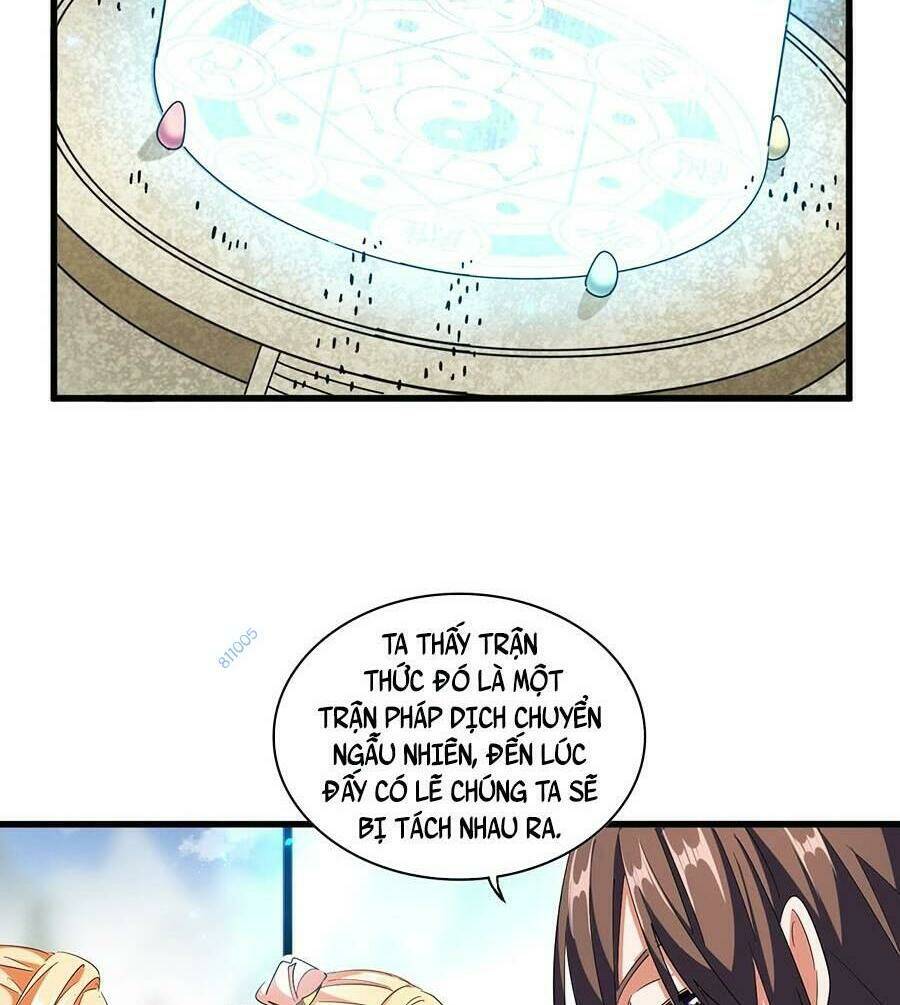 811005
TA THẤY TRẬN
THỨC ĐÓ LÀ MỘT
TRẬN PHÁP DỊCH CHUYỂN
NGẪU NHIÊN, ĐẾN LÚC
ĐẤY CÓ LẼ CHÚNG TA SẼ
BỊ TÁCH NHAU RA.